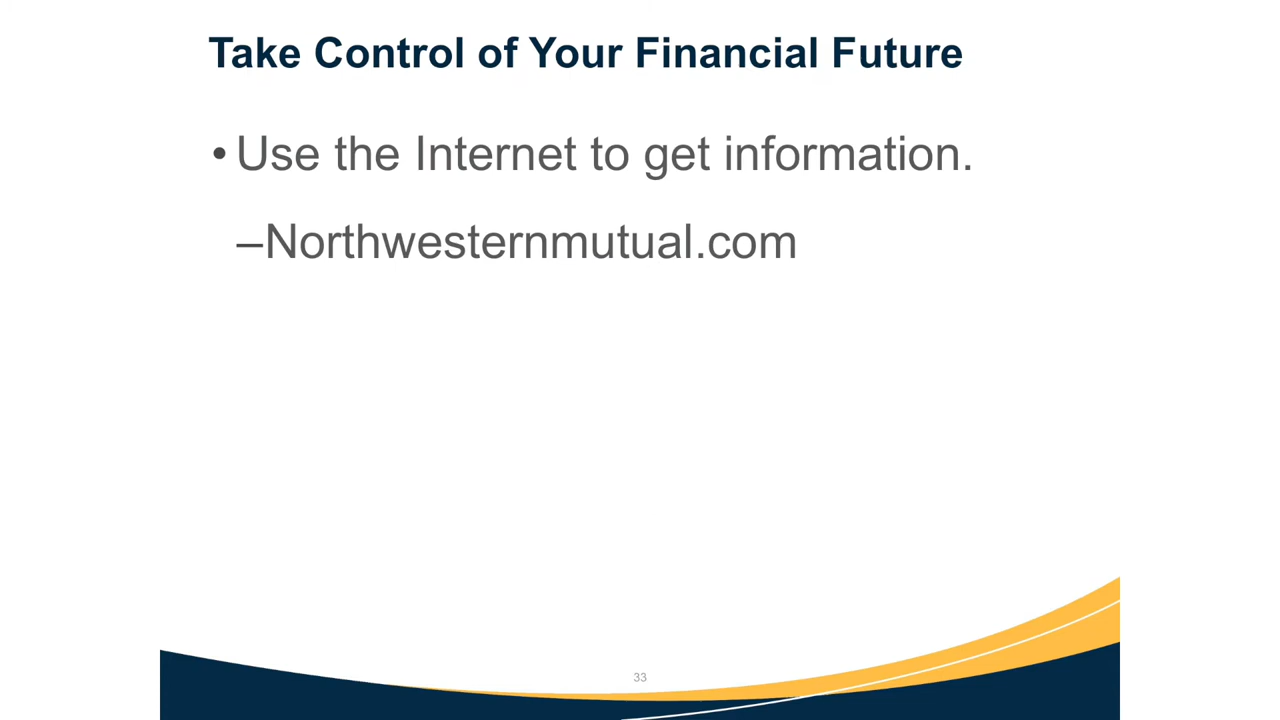 Take Control of Your Financial Future
• Use the Internet to get information.
–Northwesternmutual.com
33